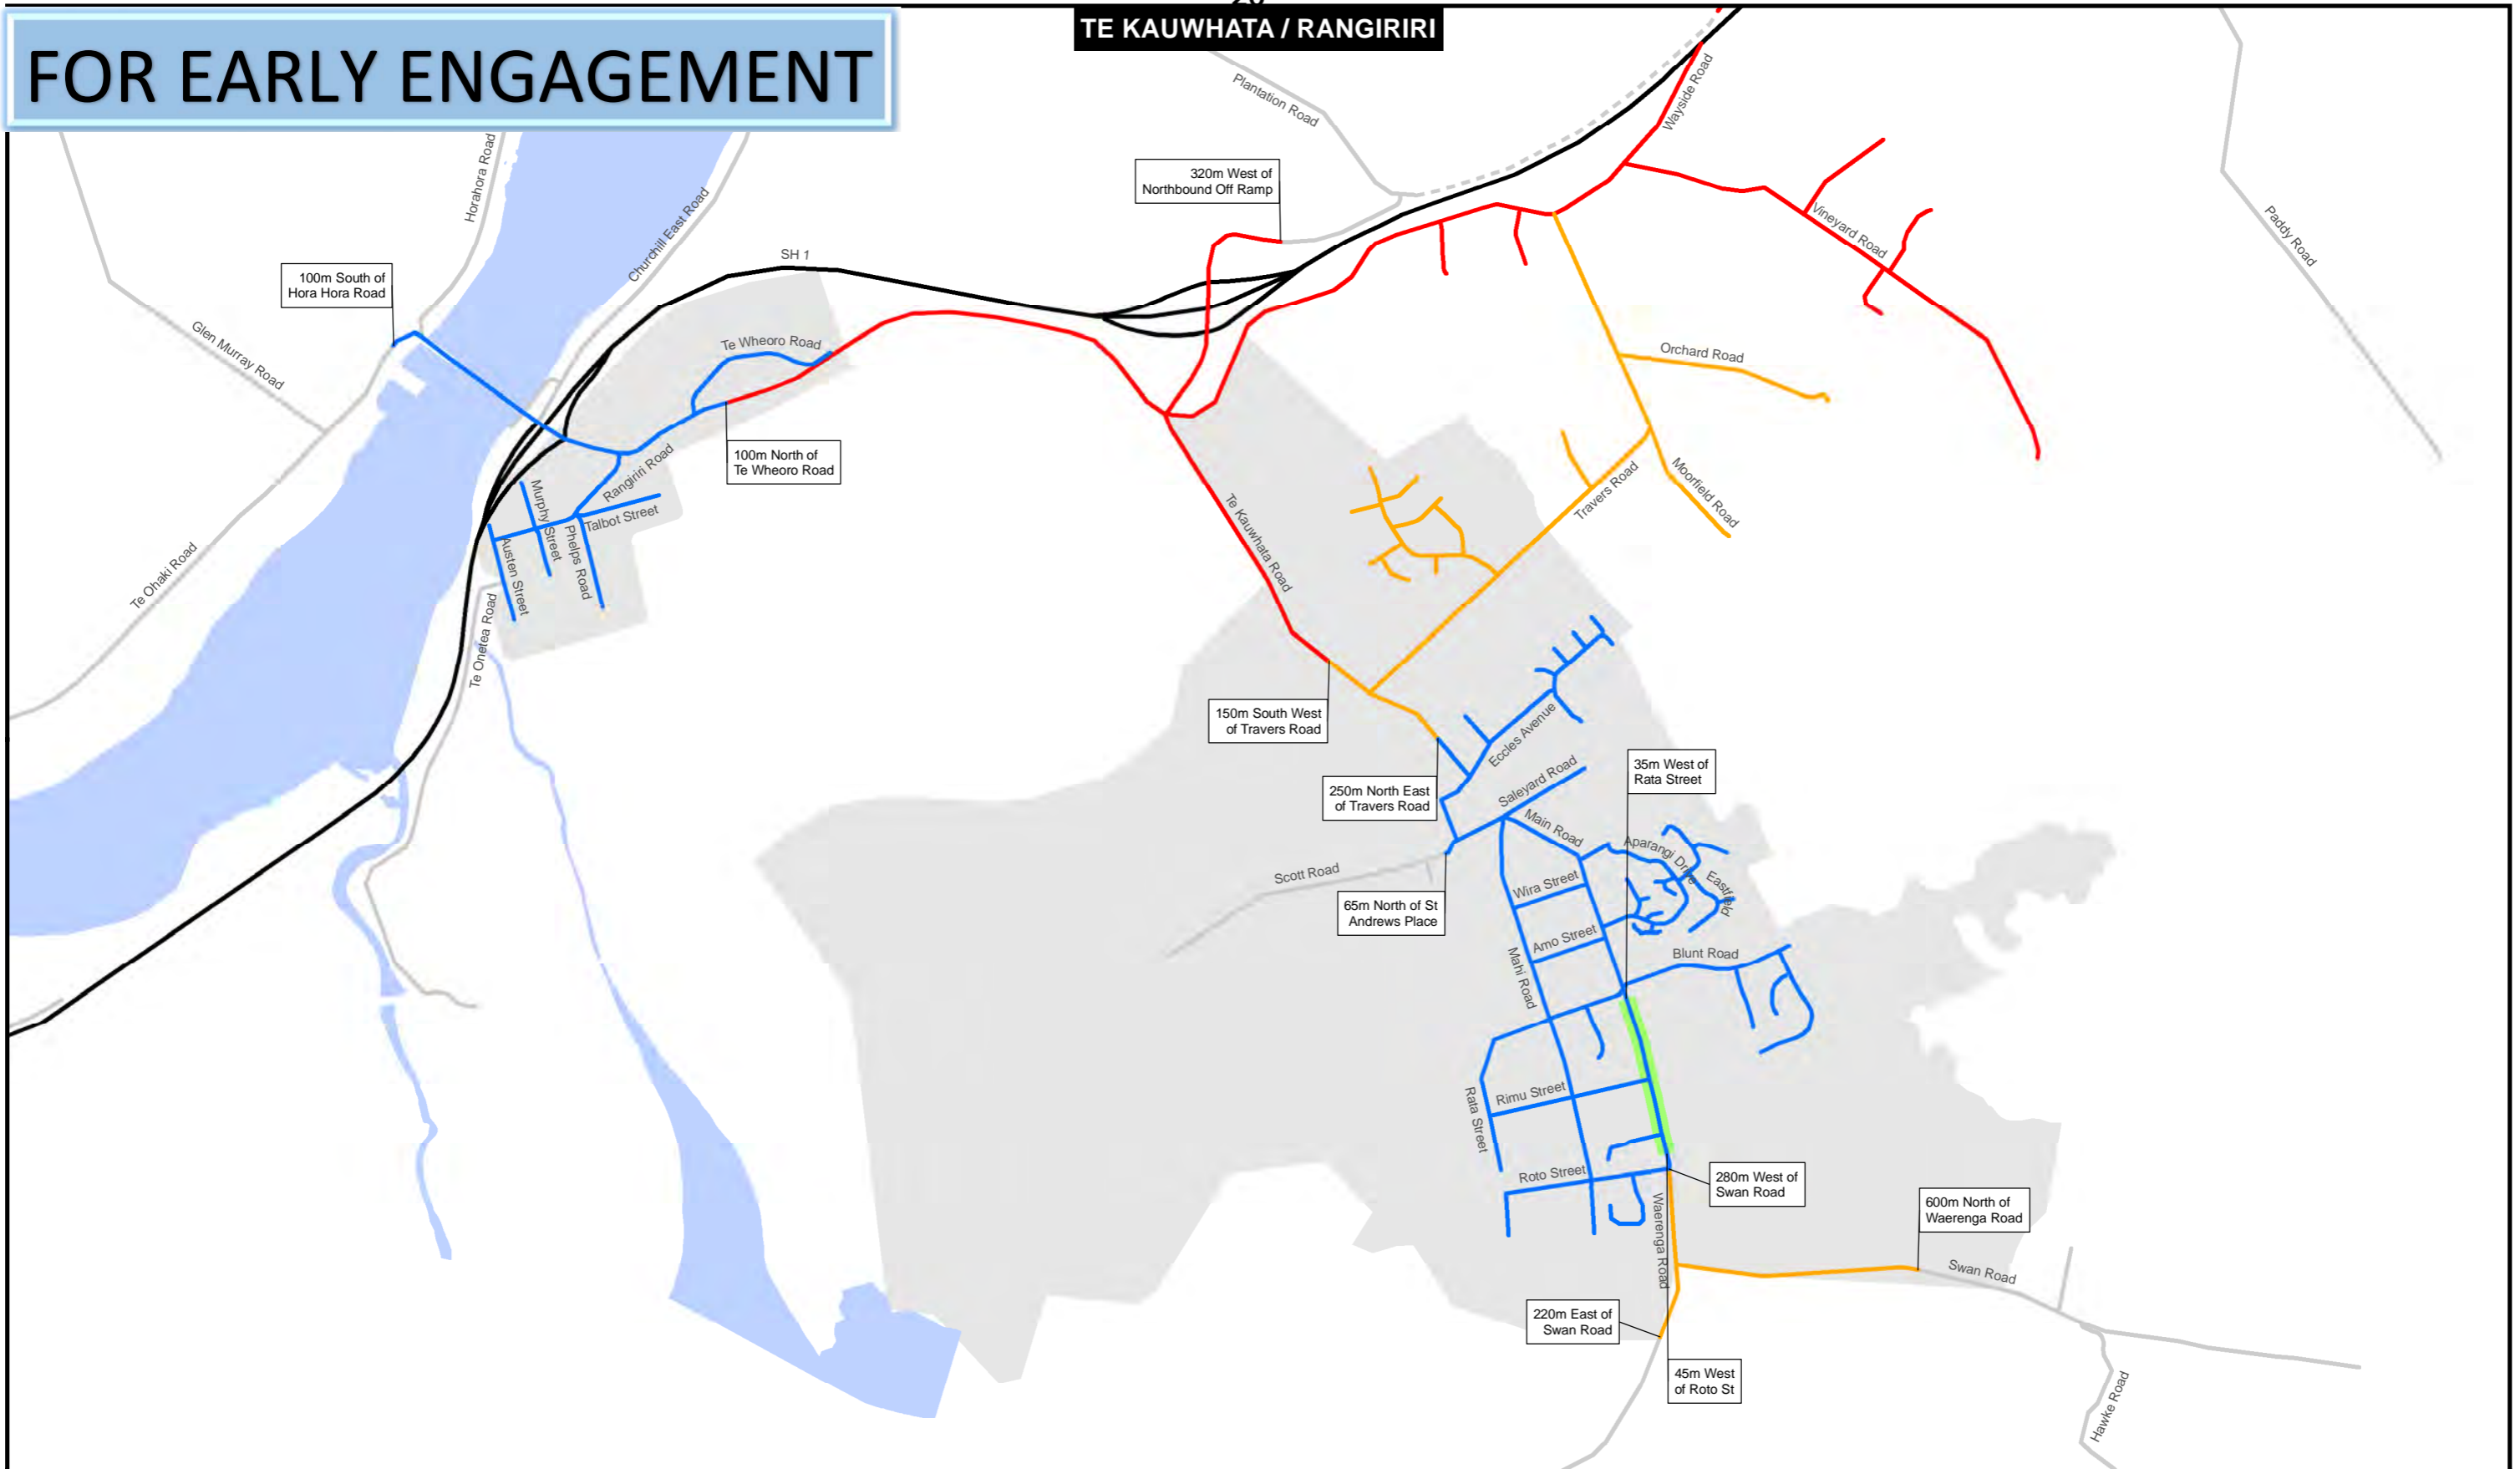 FOR EARLY ENGAGEMENT
TE KAUWHATA / RANGIRIRI
Plantation Road
Wayside Road
Horahora Road
Churchill East Road
320m West of
Northbound Off Ramp
Vineyard Road
Paddy Road
SH 1
100m South of
Hora Hora Road
Glen Murray Road
Te Wheoro Road
Orchard Road
100m North of
Te Wheoro Road
Rangiriri Road
Murphy Street
Talbot Street
Phelps Road
Austen Street
Te Kauwhata Road
Travers Road
Moorfield Road
Te Ohaki Road
Te Onetea Road
150m South West
of Travers Road
Eccles Avenue
250m North East
of Travers Road
Saleyard Road
35m West of
Rata Street
Main Road
Aparangi Drive
Eastfield
Scott Road
Wira Street
65m North of St
Andrews Place
Amo Street
Mahi Road
Blunt Road
Rimu Street
Rata Street
Roto Street
280m West of
Swan Road
Waerenga Road
600m North of
Waerenga Road
Swan Road
220m East of
Swan Road
45m West
of Roto St
Hawke Road